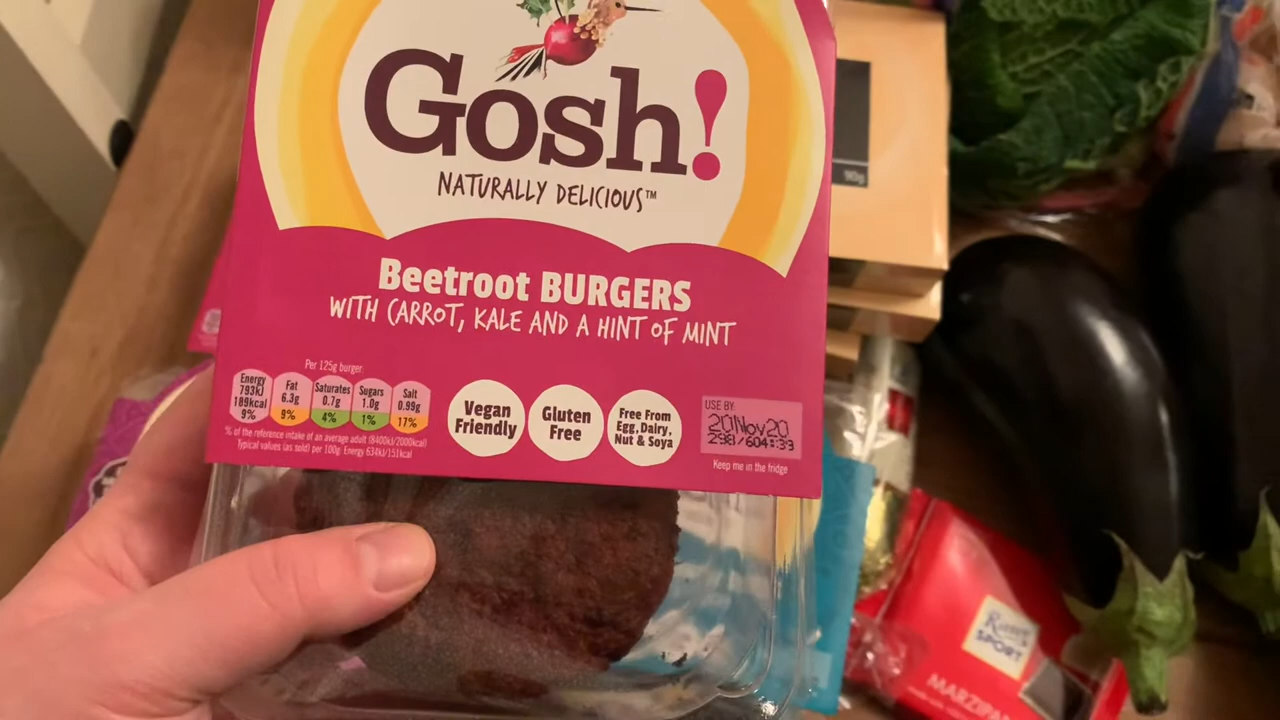 Gosh!
NATURALLY DELICIOUS™
Beetroot BURGERS
WITH CARROT, KALE AND A HINT OF MINT
Per 125g burger
Energy
793kJ
189kcal
9%
Fat
6.3g
9%
Saturates
0.7g
4%
Sugars
1.0g
1%
Salt
0.99g
17%
% of the reference intake of an average adult (8400kJ/2000kcal)
Typical values (as sold) per 100g: Energy 634kJ/151kcal
Vegan
Friendly
Gluten
Free
Free From
Egg, Dairy,
Nut & Soya
USE BY:
20Nov20
298/604
Keep me in the fridge
90g
Ritter
SPORT